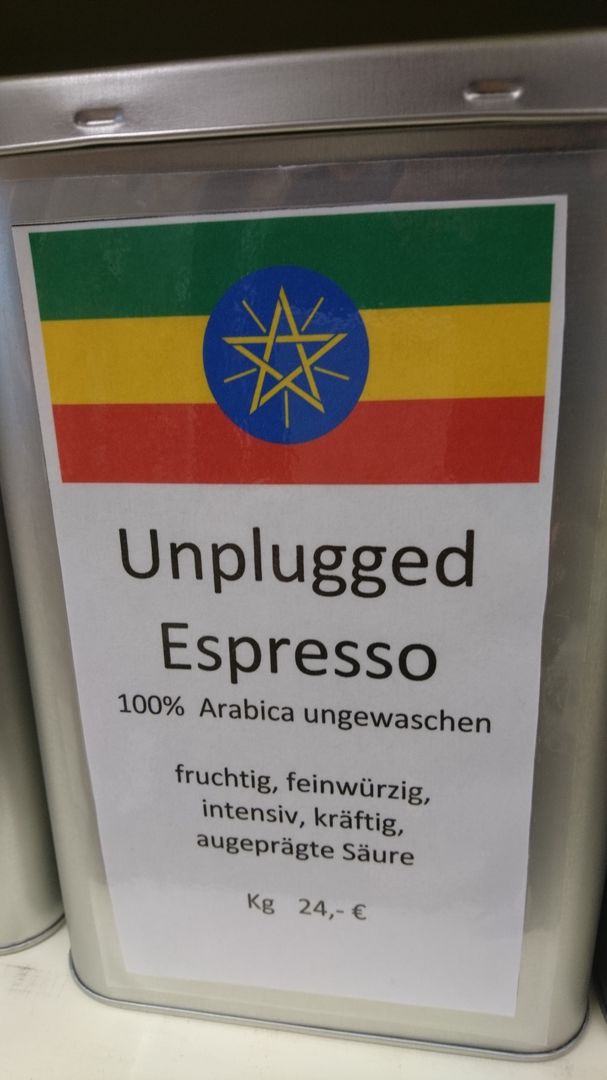 Unplugged
Espresso
100% Arabica ungewaschen
fruchtig, feinwürzig,
intensiv, kräftig,
augeprägte Säure
Kg 24,- €